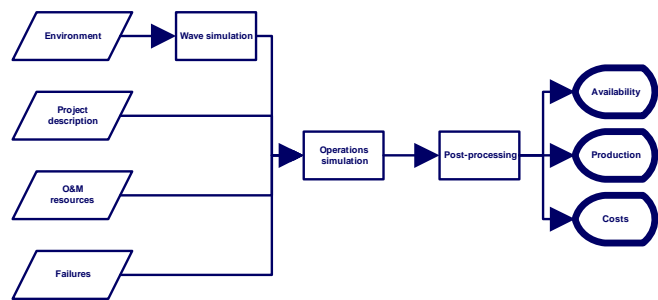 Environment
Wave simulation
Project
description
O&M
resources
Failures
Operations
simulation
Post-processing
Availability
Production
Costs